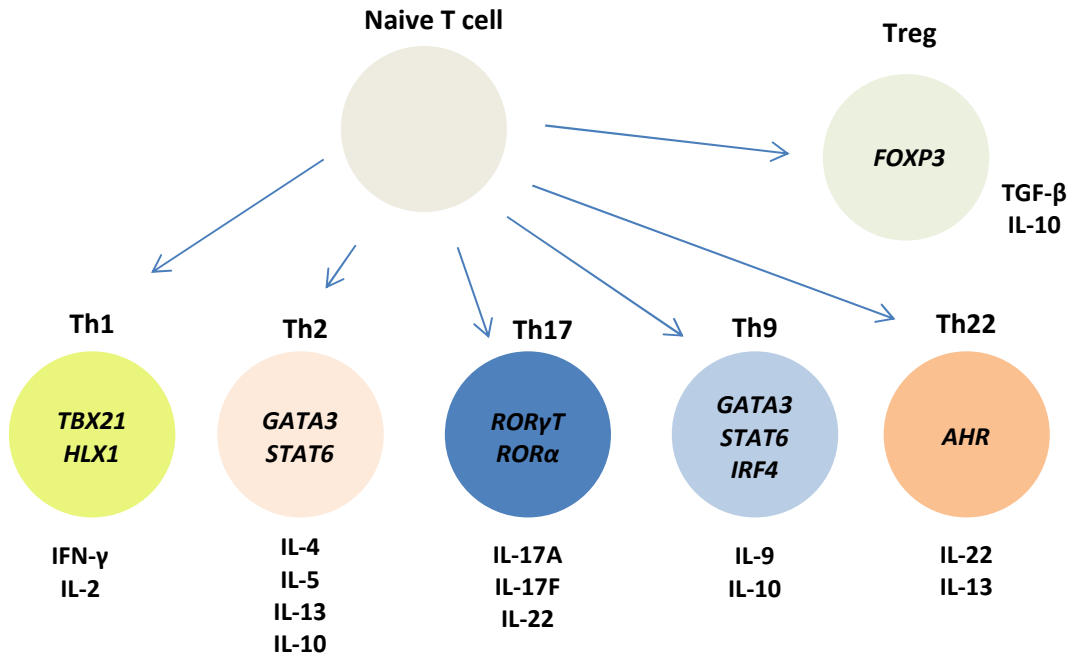 Naive T cell
Treg
FOXP3
TGF-β
IL-10
Th1
TBX21
HLX1
IFN-γ
IL-2
Th2
GATA3
STAT6
IL-4
IL-5
IL-13
IL-10
Th17
RORγT
RORα
IL-17A
IL-17F
IL-22
Th9
GATA3
STAT6
IRF4
IL-9
IL-10
Th22
AHR
IL-22
IL-13